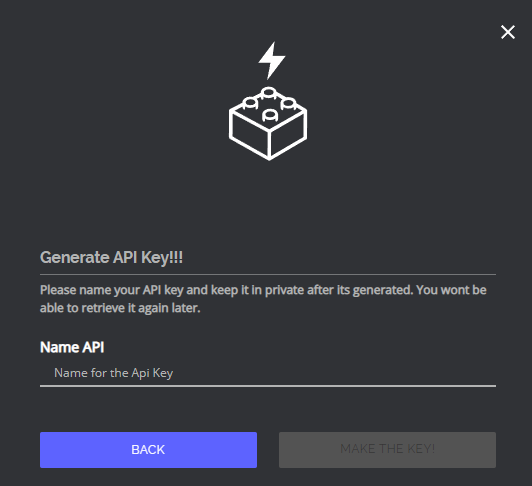 Generate API Key!!!
Please name your API key and keep it in private after its generated. You wont be
able to retrieve it again later.
Name API
Name for the Api Key
BACK
MAKE THE KEY!